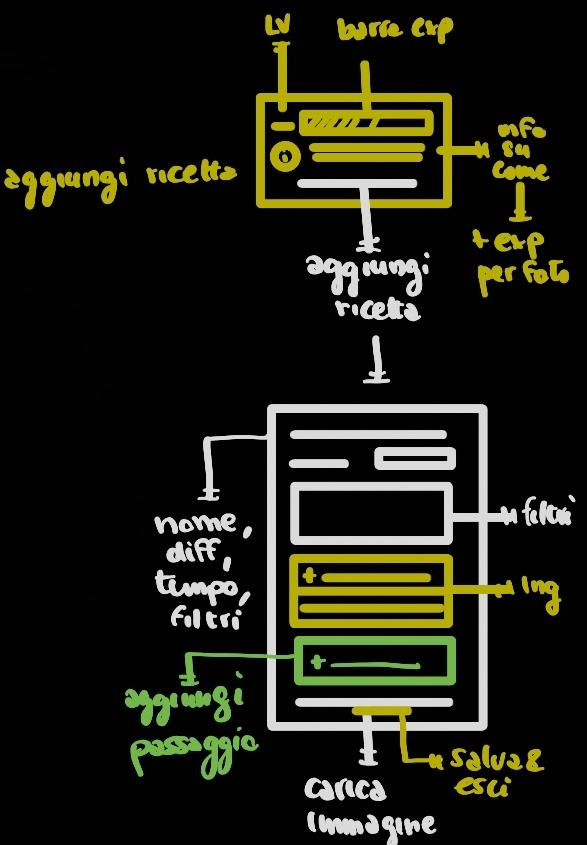 LV
barra exp
aggiungi ricetta
info
su
come
+ exp
per foto
aggiungi
ricetta
nome,
diff,
tempo,
filtri
filtri
+
Ing
+
aggiungi
passaggio
salva &
esci
carica
immagine